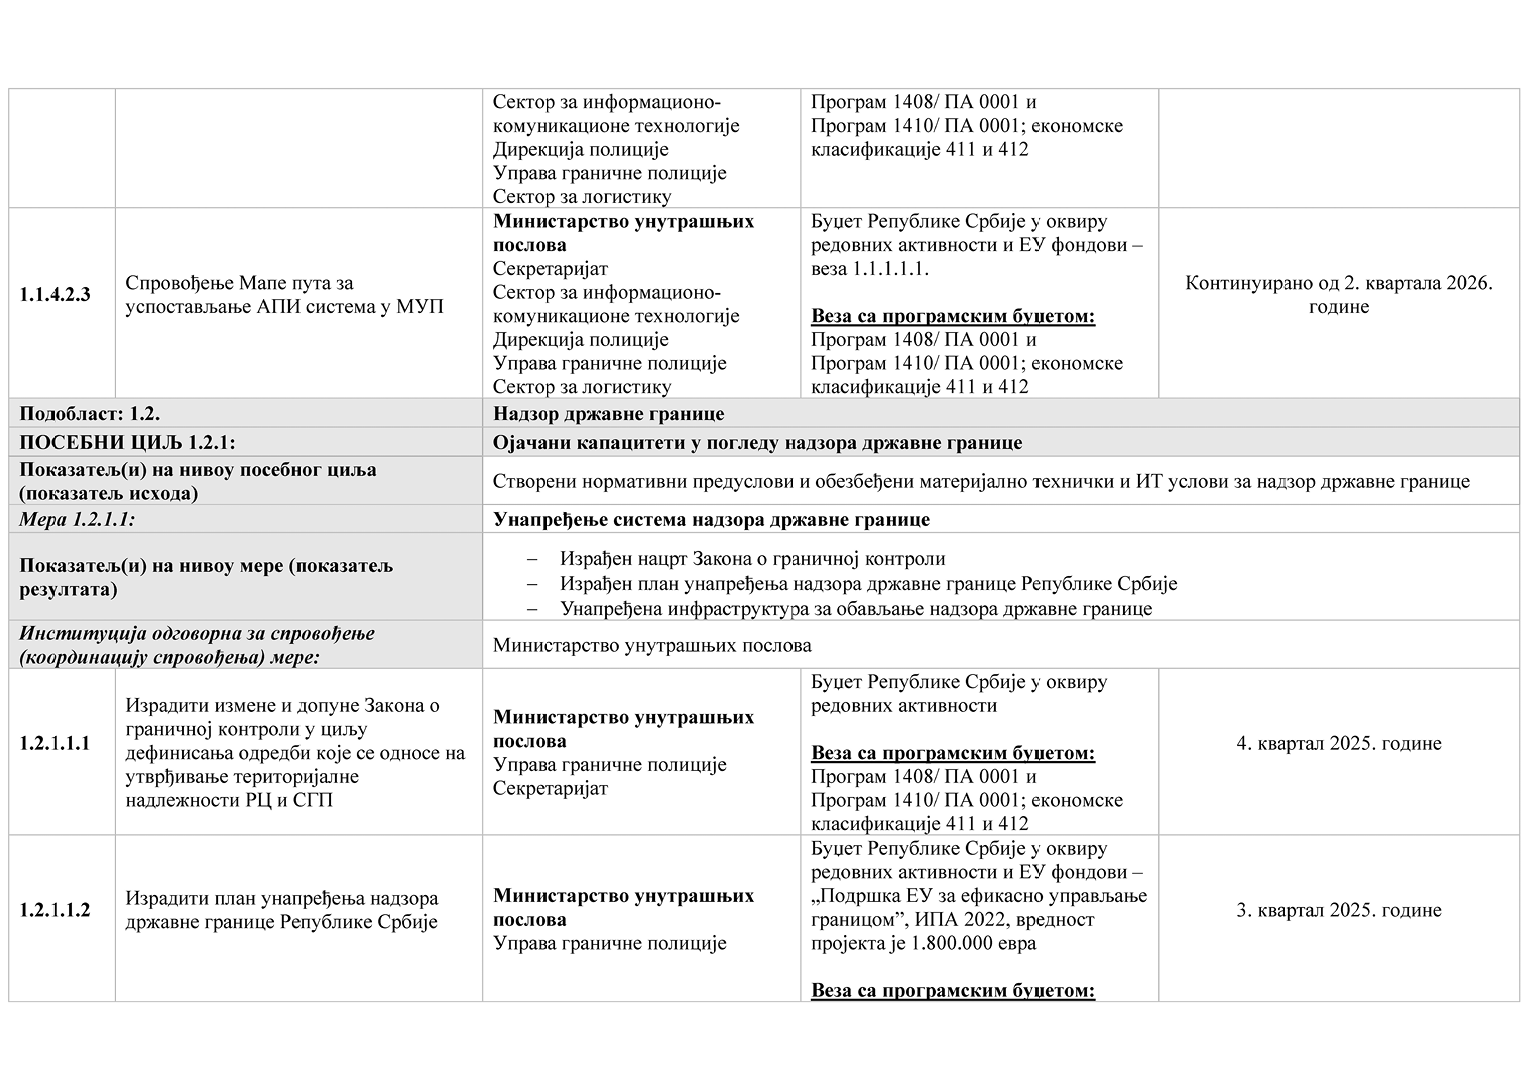 Сектор за информационо-
комуникационе технологије
Дирекција полиције
Управа граничне полиције
Сектор за логистику
Програм 1408/ ПА 0001 и
Програм 1410/ ПА 0001; економске
класификације 411 и 412
1.1.4.2.3
Спровођење Мапе пута за
успостављање АПИ система у МУП
Министарство унутрашњих
послова
Секретаријат
Сектор за информационо-
комуникационе технологије
Дирекција полиције
Управа граничне полиције
Сектор за логистику
Буџет Републике Србије у оквиру
редовних активности и ЕУ фондови –
веза 1.1.1.1.1.
Веза са програмским буџетом:
Програм 1408/ ПА 0001 и
Програм 1410/ ПА 0001; економске
класификације 411 и 412
Континуирано од 2. квартала 2026.
године
Подобласт: 1.2.
Надзор државне границе
ПОСЕБНИ ЦИЉ 1.2.1:
Ојачани капацитети у погледу надзора државне границе
Показатељ(и) на нивоу посебног циља
(показатељ исхода)
Створени нормативни предуслови и обезбеђени материјално технички и ИТ услови за надзор државне границе
Мера 1.2.1.1:
Унапређење система надзора државне границе
Показатељ(и) на нивоу мере (показатељ
резултата)
– Израђен нацрт Закона о граничној контроли
– Израђен план унапређења надзора државне границе Републике Србије
– Унапређена инфраструктура за обављање надзора државне границе
Институција одговорна за спровођење
(координацију спровођења) мере:
Министарство унутрашњих послова
1.2.1.1.1
Израдити измене и допуне Закона о
граничној контроли у циљу
дефинисања одредби које се односе на
утврђивање територијалне
надлежности РЦ и СГП
Министарство унутрашњих
послова
Управа граничне полиције
Секретаријат
Буџет Републике Србије у оквиру
редовних активности
Веза са програмским буџетом:
Програм 1408/ ПА 0001 и
Програм 1410/ ПА 0001; економске
класификације 411 и 412
4. квартал 2025. године
1.2.1.1.2
Израдити план унапређења надзора
државне границе Републике Србије
Министарство унутрашњих
послова
Управа граничне полиције
Буџет Републике Србије у оквиру
редовних активности и ЕУ фондови –
„Подршка ЕУ за ефикасно управљање
границом”, ИПА 2022, вредност
пројекта је 1.800.000 евра
Веза са програмским буџетом:
3. квартал 2025. године